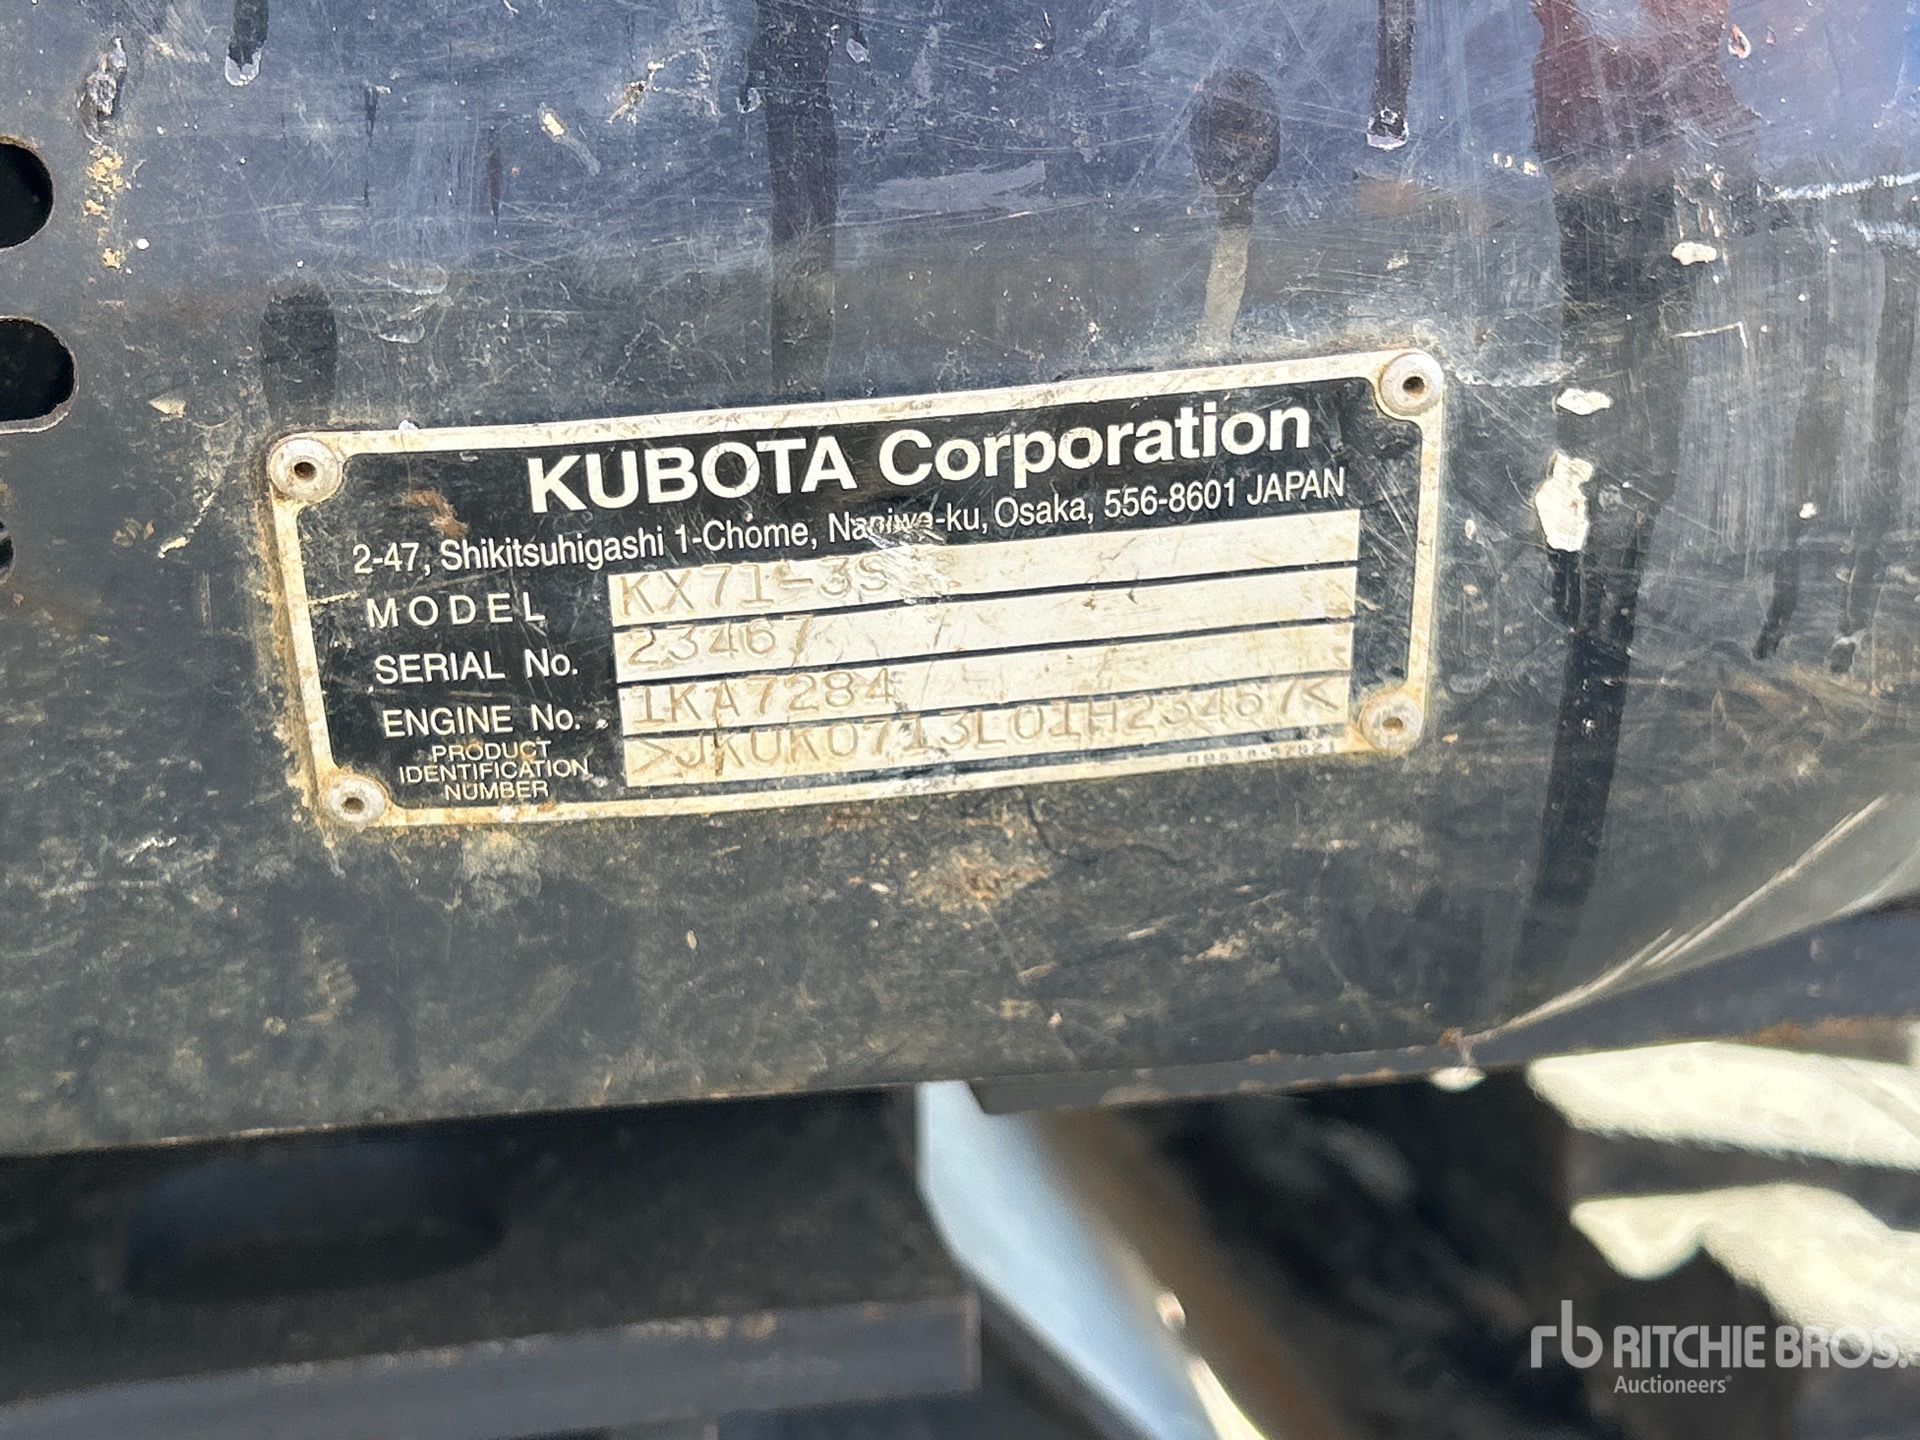 KUBOTA Corporation
2-47, Shikitsuhigashi 1-Chome, Naniwa-ku, Osaka, 556-8601 JAPAN
MODEL KX71-3S
SERIAL No. 23467
ENGINE No. 1KA7284
PRODUCT IDENTIFICATION NUMBER >JKUK0713L01H23467<
rb RITCHIE BROS.
Auctioneers®